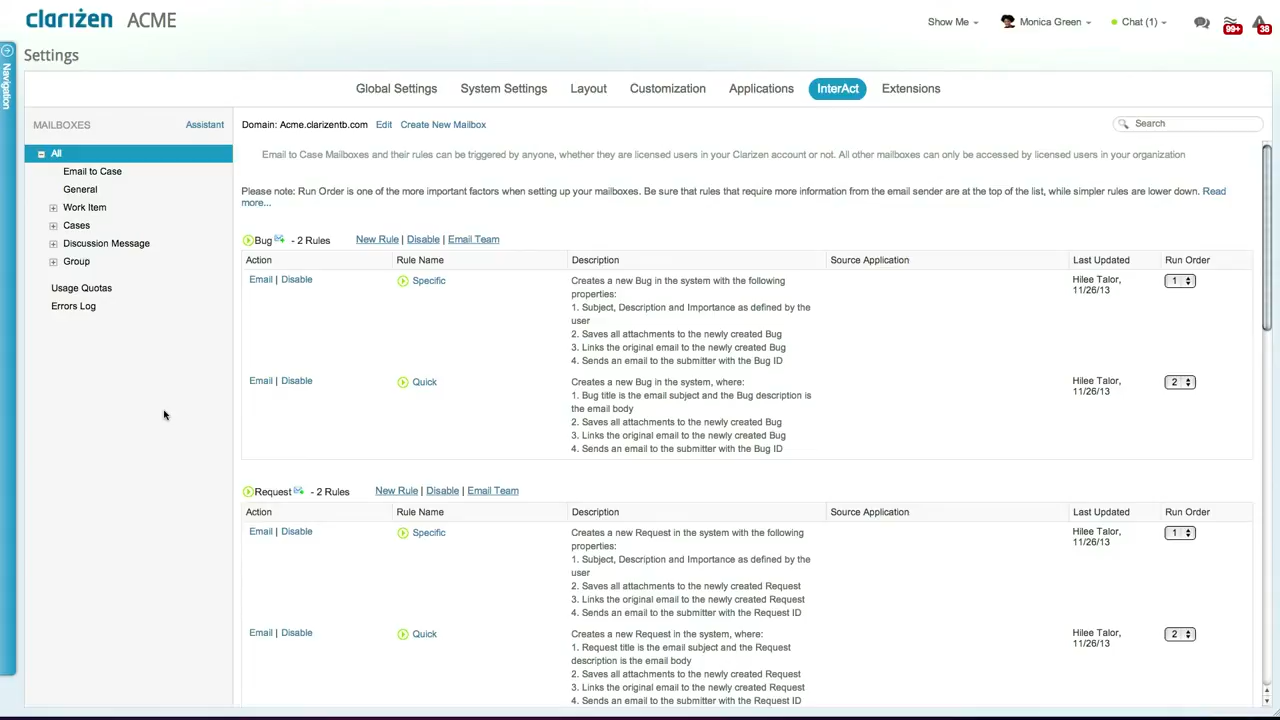 clarizen ACME
Show Me
Monica Green
Chat (1)
99+
38
Navigation
Settings
Global Settings
System Settings
Layout
Customization
Applications
InterAct
Extensions
MAILBOXES
Assistant
All
Email to Case
General
Work Item
Cases
Discussion Message
Group
Usage Quotas
Errors Log
Domain: Acme.clarizentb.com Edit Create New Mailbox
Search
Email to Case Mailboxes and their rules can be triggered by anyone, whether they are licensed users in your Clarizen account or not. All other mailboxes can only be accessed by licensed users in your organization
Please note: Run Order is one of the more important factors when setting up your mailboxes. Be sure that rules that require more information from the email sender are at the top of the list, while simpler rules are lower down. Read
more...
Bug - 2 Rules New Rule | Disable | Email Team
Action Rule Name Description Source Application Last Updated Run Order
Email | Disable
Specific
Creates a new Bug in the system with the following
properties:
1. Subject, Description and Importance as defined by the
user
2. Saves all attachments to the newly created Bug
3. Links the original email to the newly created Bug
4. Sends an email to the submitter with the Bug ID
Hilee Talor,
11/26/13
1
Email | Disable
Quick
Creates a new Bug in the system, where:
1. Bug title is the email subject and the Bug description is
the email body
2. Saves all attachments to the newly created Bug
3. Links the original email to the newly created Bug
4. Sends an email to the submitter with the Bug ID
Hilee Talor,
11/26/13
2
Request - 2 Rules New Rule | Disable | Email Team
Action Rule Name Description Source Application Last Updated Run Order
Email | Disable
Specific
Creates a new Request in the system with the following
properties:
1. Subject, Description and Importance as defined by the
user
2. Saves all attachments to the newly created Request
3. Links the original email to the newly created Request
4. Sends an email to the submitter with the Request ID
Hilee Talor,
11/26/13
1
Email | Disable
Quick
Creates a new Request in the system, where:
1. Request title is the email subject and the Request
description is the email body
2. Saves all attachments to the newly created Request
3. Links the original email to the newly created Request
4. Sends an email to the submitter with the Request ID
Hilee Talor,
11/26/13
2